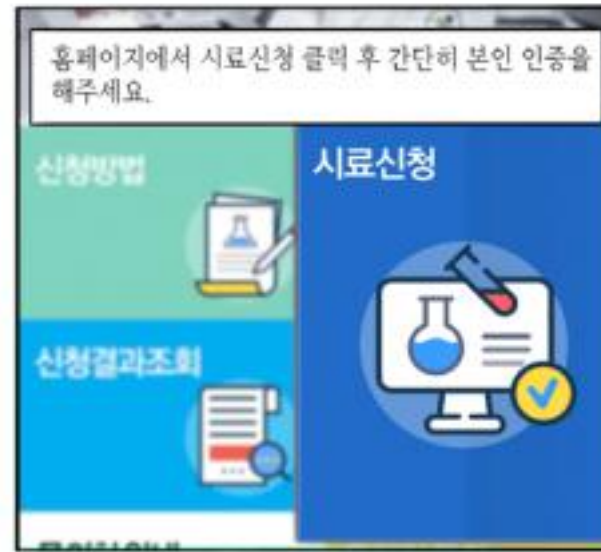 홈페이지에서 시료신청 클릭 후 간단히 본인 인증을
해주세요.
신청방법
시료신청
신청결과조회